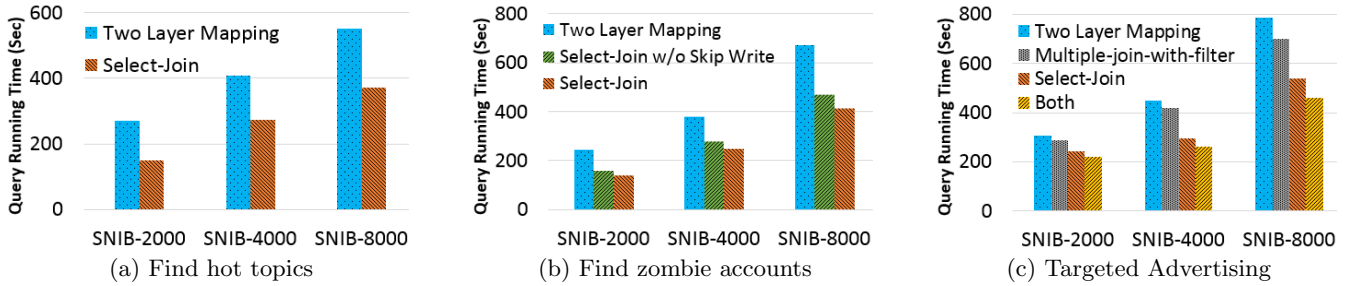 Query Running Time (Sec)
600
400
200
0
Two Layer Mapping
Select-Join
SNIB-2000 SNIB-4000 SNIB-8000
(a) Find hot topics
Query Running Time (Sec)
800
600
400
200
0
Two Layer Mapping
Select-Join w/o Skip Write
Select-Join
SNIB-2000 SNIB-4000 SNIB-8000
(b) Find zombie accounts
Query Running Time (Sec)
800
600
400
200
0
Two Layer Mapping
Multiple-join-with-filter
Select-Join
Both
SNIB-2000 SNIB-4000 SNIB-8000
(c) Targeted Advertising